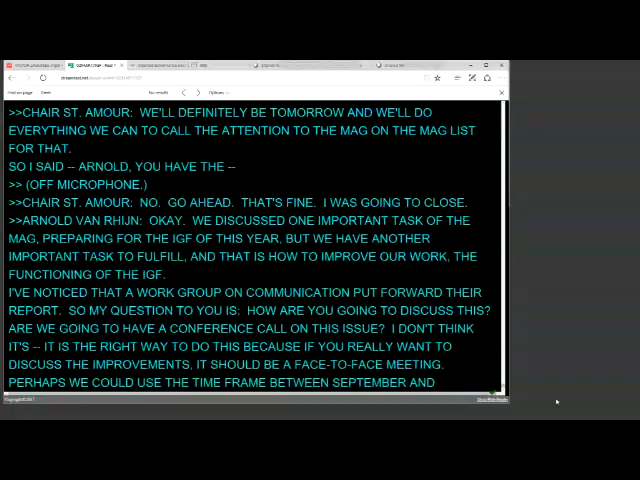 streamtext.net
Find on page
No results
Options
>>CHAIR ST. AMOUR:  WE'LL DEFINITELY BE TOMORROW AND WE'LL DO
EVERYTHING WE CAN TO CALL THE ATTENTION TO THE MAG ON THE MAG LIST
FOR THAT.
SO I SAID -- ARNOLD, YOU HAVE THE --
>> (OFF MICROPHONE.)
>>CHAIR ST. AMOUR:  NO.  GO AHEAD.  THAT'S FINE.  I WAS GOING TO CLOSE.
>>ARNOLD VAN RHIJN:  OKAY.  WE DISCUSSED ONE IMPORTANT TASK OF THE
MAG, PREPARING FOR THE IGF OF THIS YEAR, BUT WE HAVE ANOTHER
IMPORTANT TASK TO FULFILL, AND THAT IS HOW TO IMPROVE OUR WORK, THE
FUNCTIONING OF THE IGF.
I'VE NOTICED THAT A WORK GROUP ON COMMUNICATION PUT FORWARD THEIR
REPORT.  SO MY QUESTION TO YOU IS:  HOW ARE YOU GOING TO DISCUSS THIS?
ARE WE GOING TO HAVE A CONFERENCE CALL ON THIS ISSUE?  I DON'T THINK
IT'S -- IT IS THE RIGHT WAY TO DO THIS BECAUSE IF YOU REALLY WANT TO
DISCUSS THE IMPROVEMENTS, IT SHOULD BE A FACE-TO-FACE MEETING.
PERHAPS WE COULD USE THE TIME FRAME BETWEEN SEPTEMBER AND